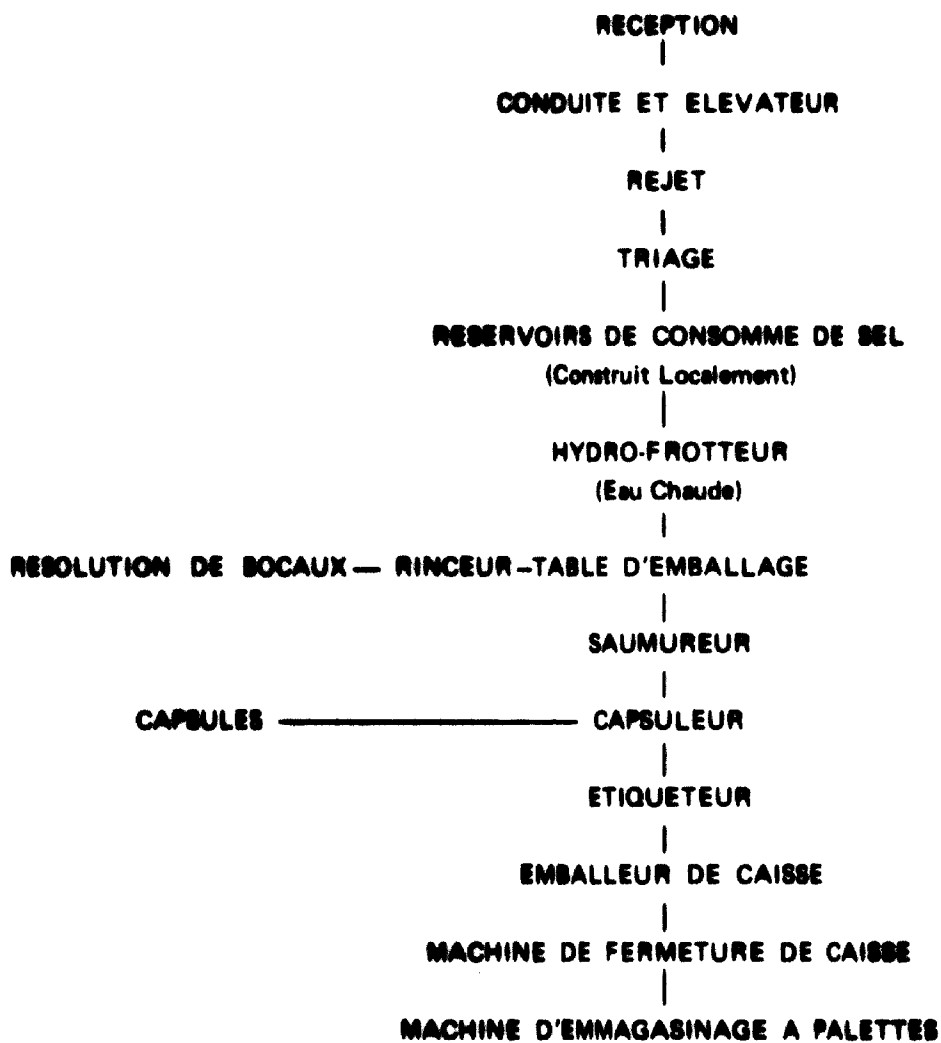 RECEPTION
CONDUITE ET ELEVATEUR
REJET
TRIAGE
RESERVOIRS DE CONSOMME DE SEL
(Construit Localement)
HYDRO-FROTTEUR
(Eau Chaude)
RESOLUTION DE BOCAUX — RINCEUR-TABLE D'EMBALLAGE
SAUMUREUR
CAPSULES — CAPSULEUR
ETIQUETEUR
EMBALLEUR DE CAISSE
MACHINE DE FERMETURE DE CAISSE
MACHINE D'EMMAGASINAGE A PALETTES